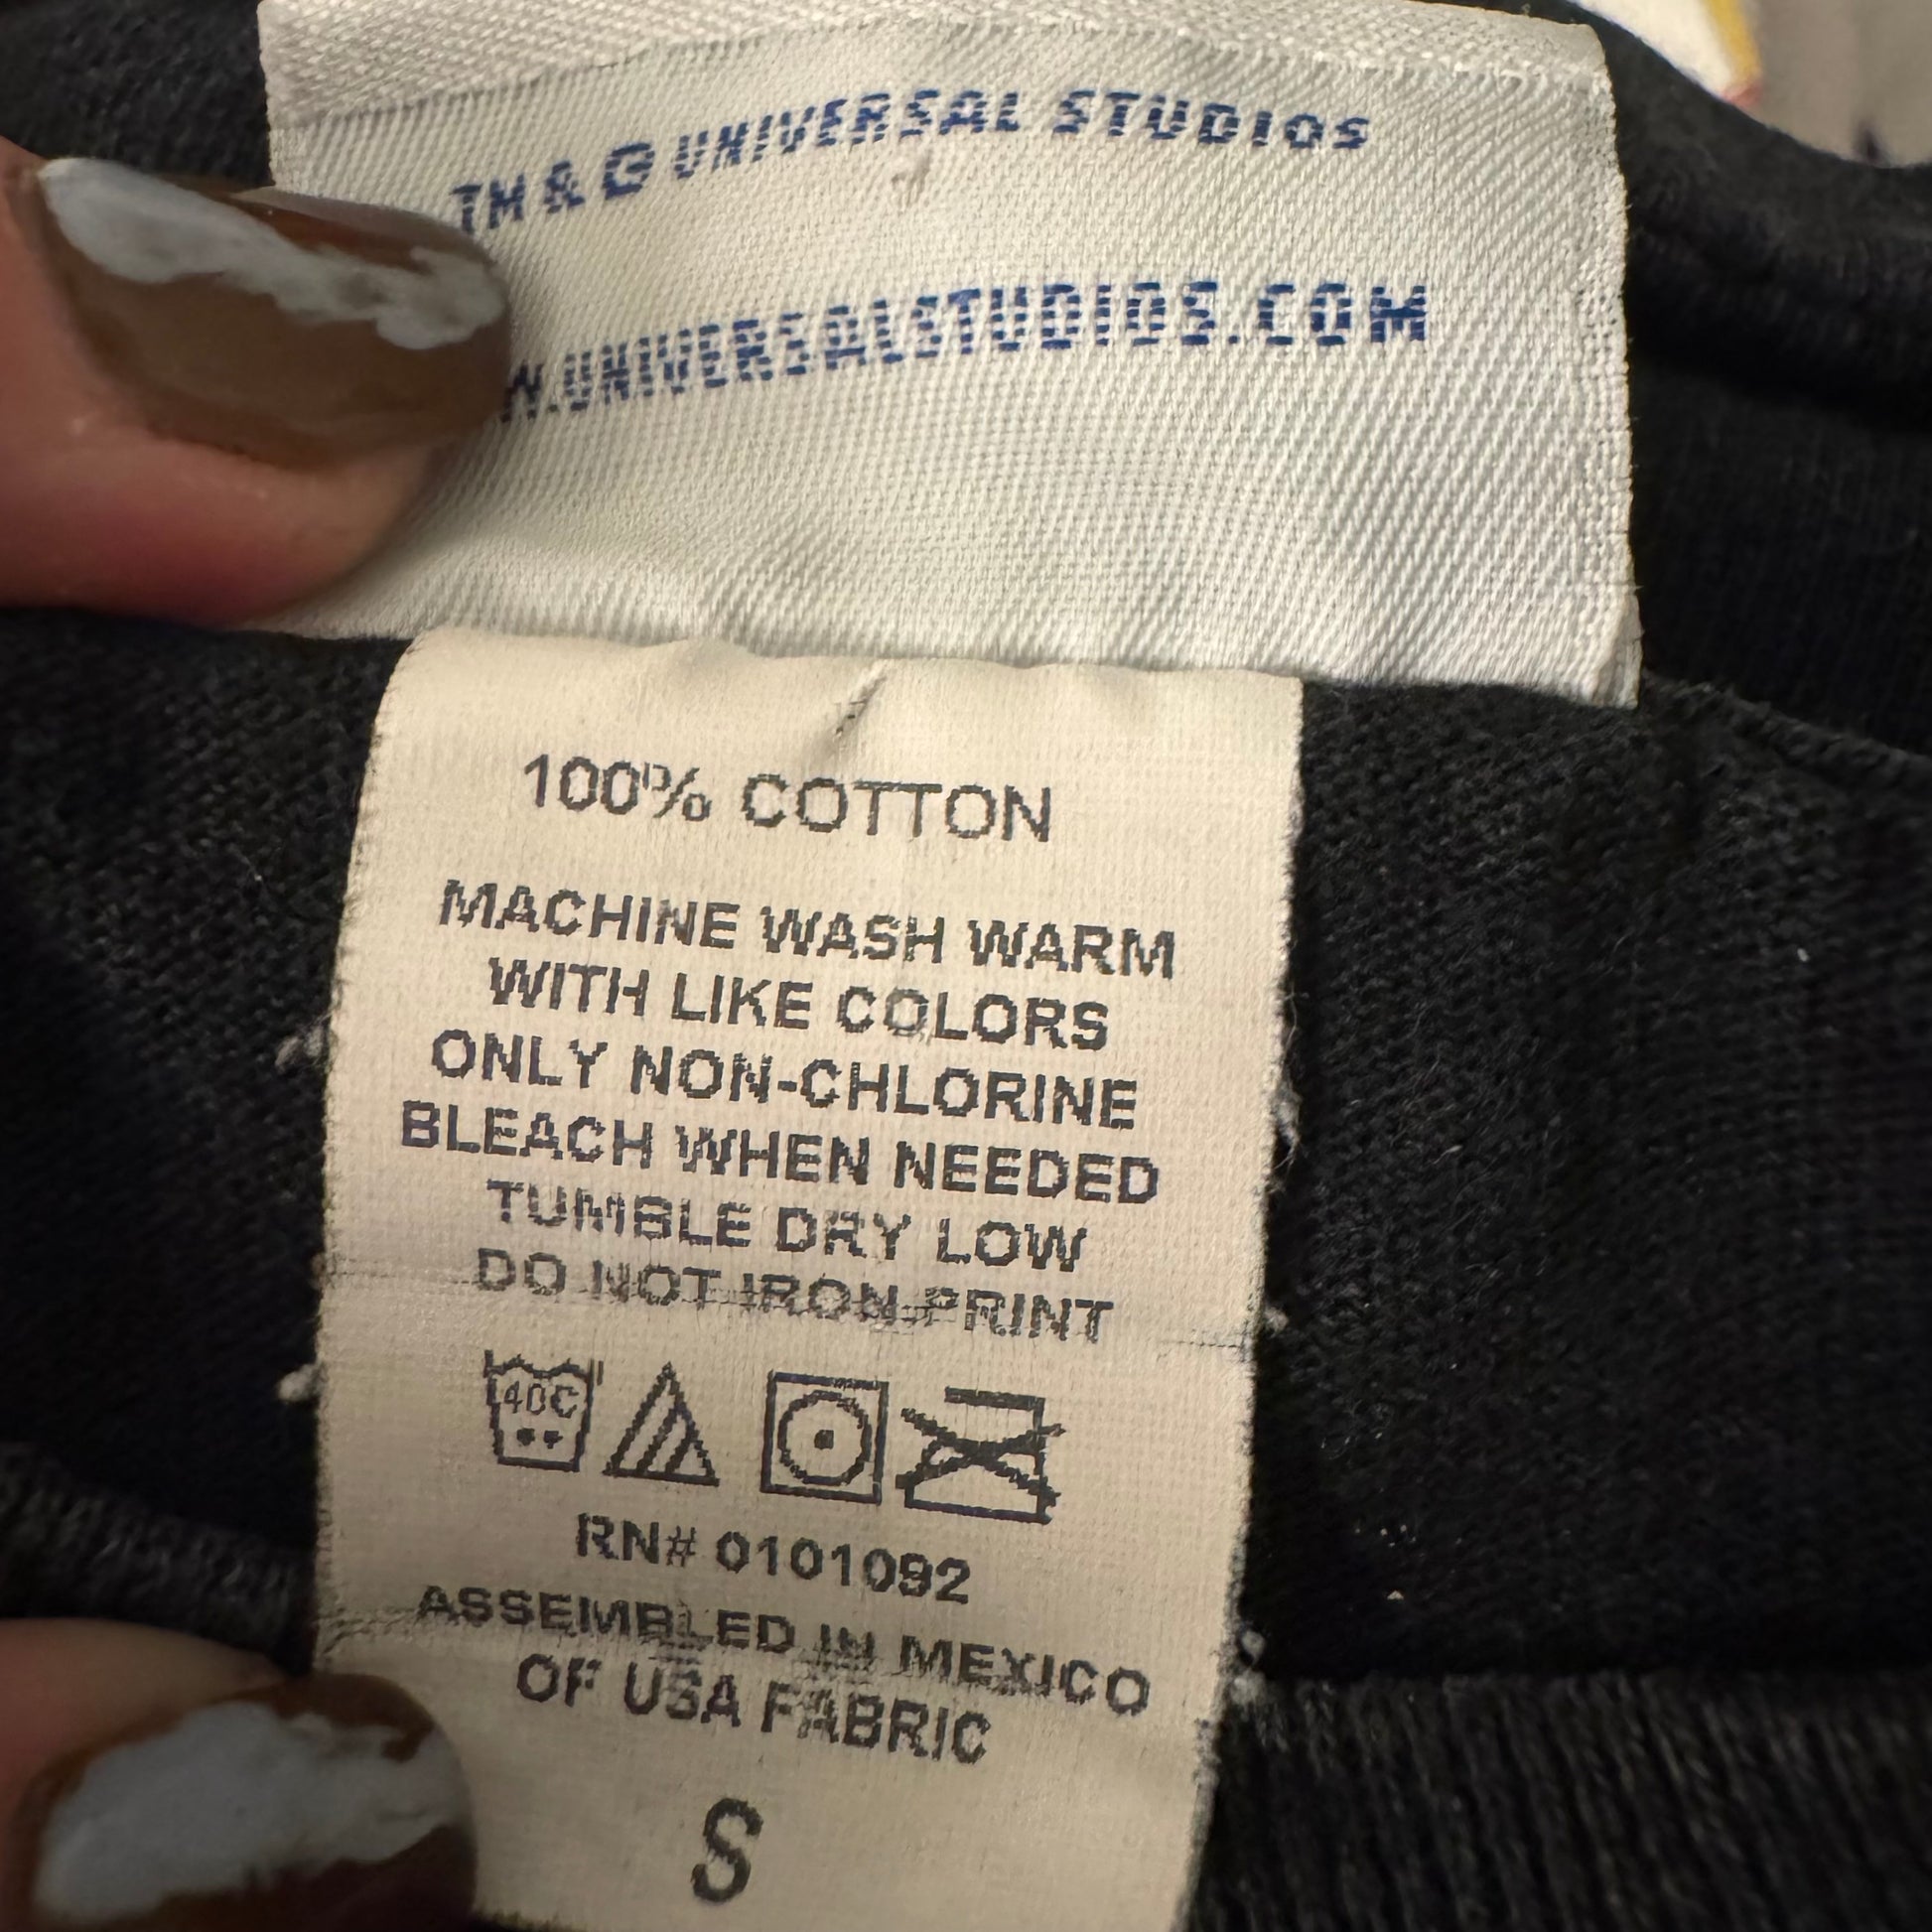 TM & © UNIVERSAL STUDIOS
W.UNIVERSALSTUDIOS.COM
100% COTTON
MACHINE WASH WARM
WITH LIKE COLORS
ONLY NON-CHLORINE
BLEACH WHEN NEEDED
TUMBLE DRY LOW
DO NOT IRON PRINT
40C
RN# 0101092
ASSEMBLED IN MEXICO
OF USA FABRIC
S